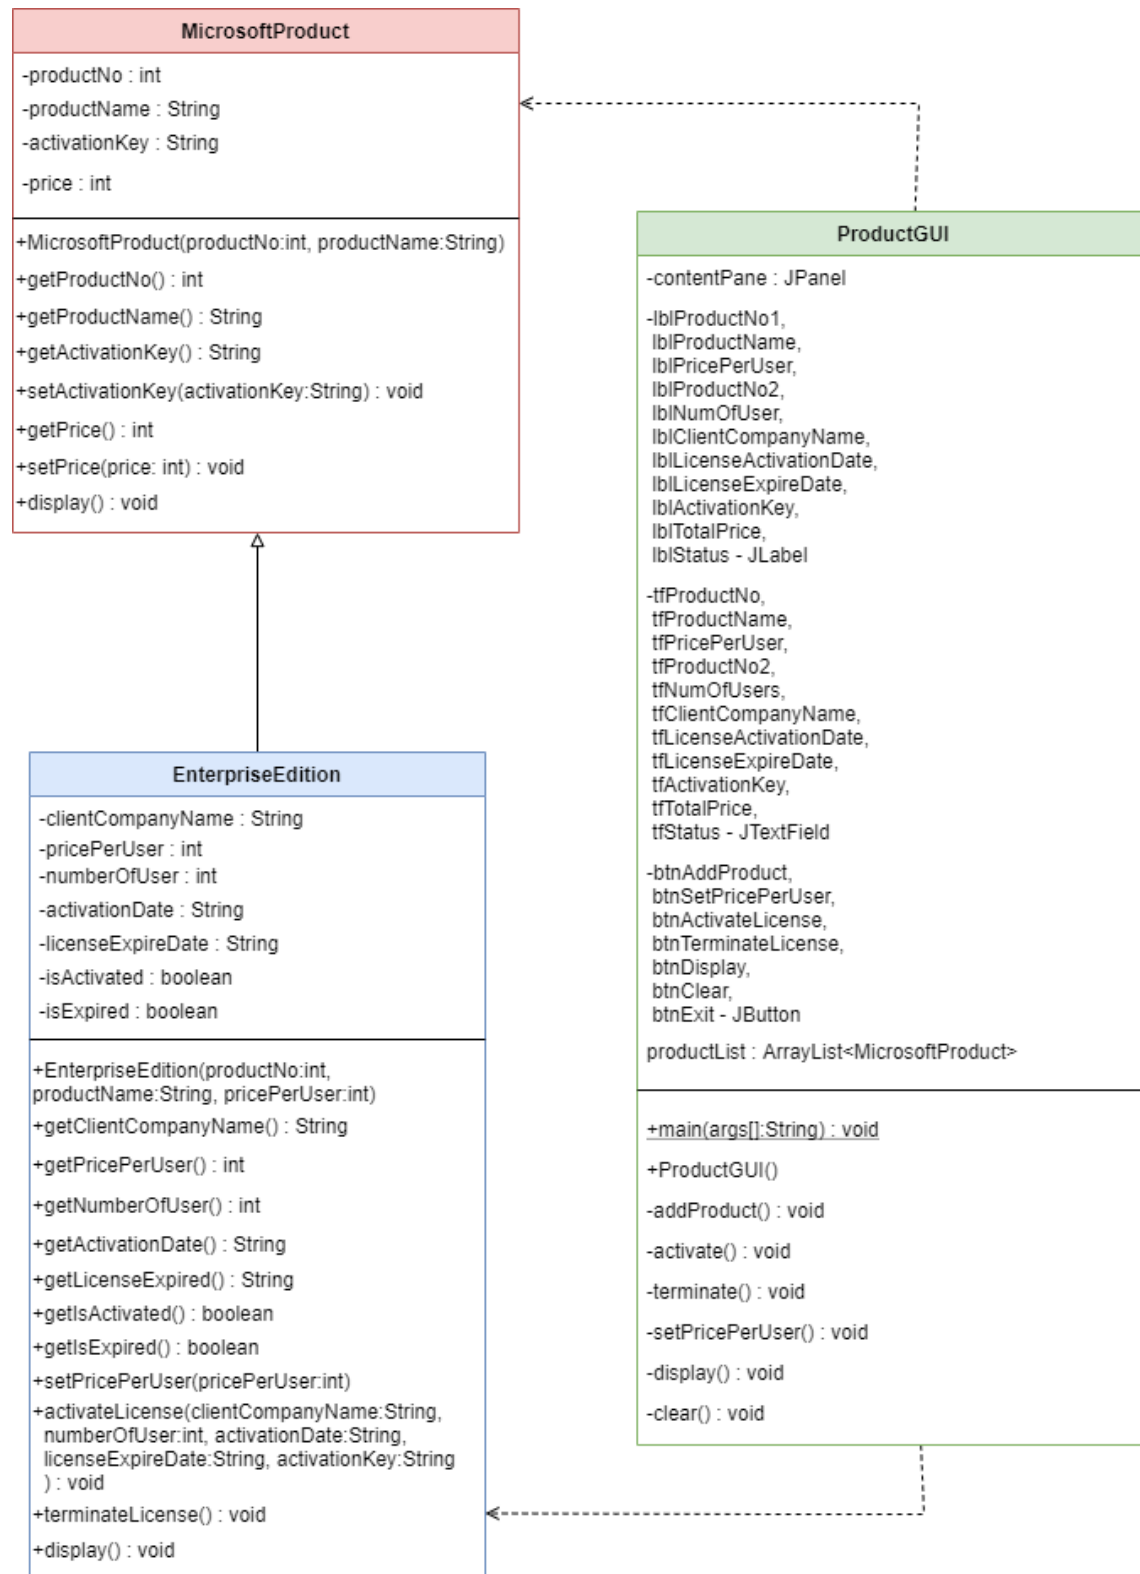 MicrosoftProduct
-productNo : int
-productName : String
-activationKey : String
-price : int
+MicrosoftProduct(productNo:int, productName:String)
+getProductNo() : int
+getProductName() : String
+getActivationKey() : String
+setActivationKey(activationKey:String) : void
+getPrice() : int
+setPrice(price: int) : void
+display() : void
EnterpriseEdition
-clientCompanyName : String
-pricePerUser : int
-numberOfUser : int
-activationDate : String
-licenseExpireDate : String
-isActivated : boolean
-isExpired : boolean
+EnterpriseEdition(productNo:int,
productName:String, pricePerUser:int)
+getClientCompanyName() : String
+getPricePerUser() : int
+getNumberOfUser() : int
+getActivationDate() : String
+getLicenseExpired() : String
+getIsActivated() : boolean
+getIsExpired() : boolean
+setPricePerUser(pricePerUser:int)
+activateLicense(clientCompanyName:String,
numberOfUser:int, activationDate:String,
licenseExpireDate:String, activationKey:String
) : void
+terminateLicense() : void
+display() : void
ProductGUI
-contentPane : JPanel
-lblProductNo1,
lblProductName,
lblPricePerUser,
lblProductNo2,
lblNumOfUser,
lblClientCompanyName,
lblLicenseActivationDate,
lblLicenseExpireDate,
lblActivationKey,
lblTotalPrice,
lblStatus - JLabel
-tfProductNo,
tfProductName,
tfPricePerUser,
tfProductNo2,
tfNumOfUsers,
tfClientCompanyName,
tfLicenseActivationDate,
tfLicenseExpireDate,
tfActivationKey,
tfTotalPrice,
tfStatus - JTextField
-btnAddProduct,
btnSetPricePerUser,
btnActivateLicense,
btnTerminateLicense,
btnDisplay,
btnClear,
btnExit - JButton
productList : ArrayList<MicrosoftProduct>
+main(args[]:String) : void
+ProductGUI()
-addProduct() : void
-activate() : void
-terminate() : void
-setPricePerUser() : void
-display() : void
-clear() : void